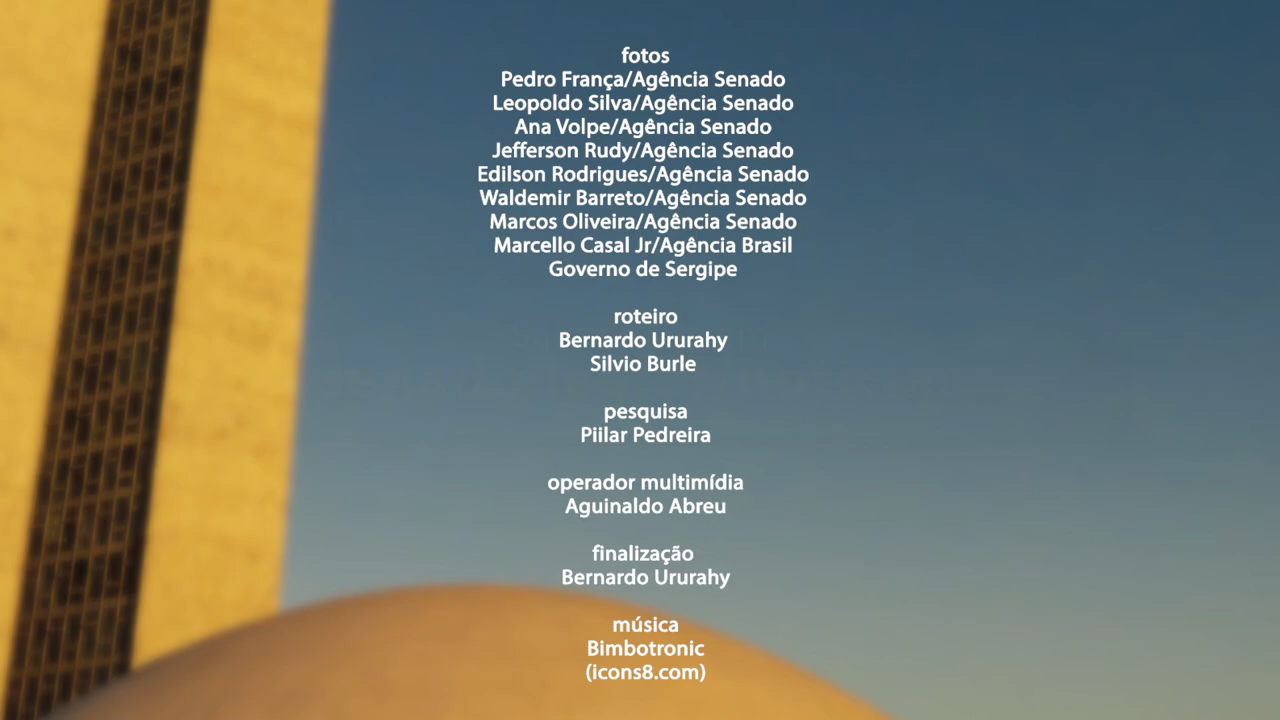 fotos
Pedro França/Agência Senado
Leopoldo Silva/Agência Senado
Ana Volpe/Agência Senado
Jefferson Rudy/Agência Senado
Edilson Rodrigues/Agência Senado
Waldemir Barreto/Agência Senado
Marcos Oliveira/Agência Senado
Marcello Casal Jr/Agência Brasil
Governo de Sergipe
roteiro
Bernardo Ururahy
Silvio Burle
pesquisa
Piilar Pedreira
operador multimídia
Aguinaldo Abreu
finalização
Bernardo Ururahy
música
Bimbotronic
(icons8.com)